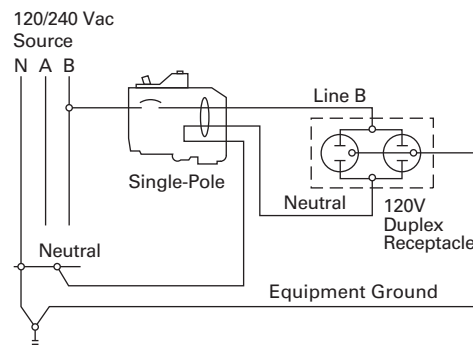 120/240 Vac
Source
N A B
Line B
Single-Pole
Neutral
120V
Duplex
Receptacle
Neutral
Equipment Ground